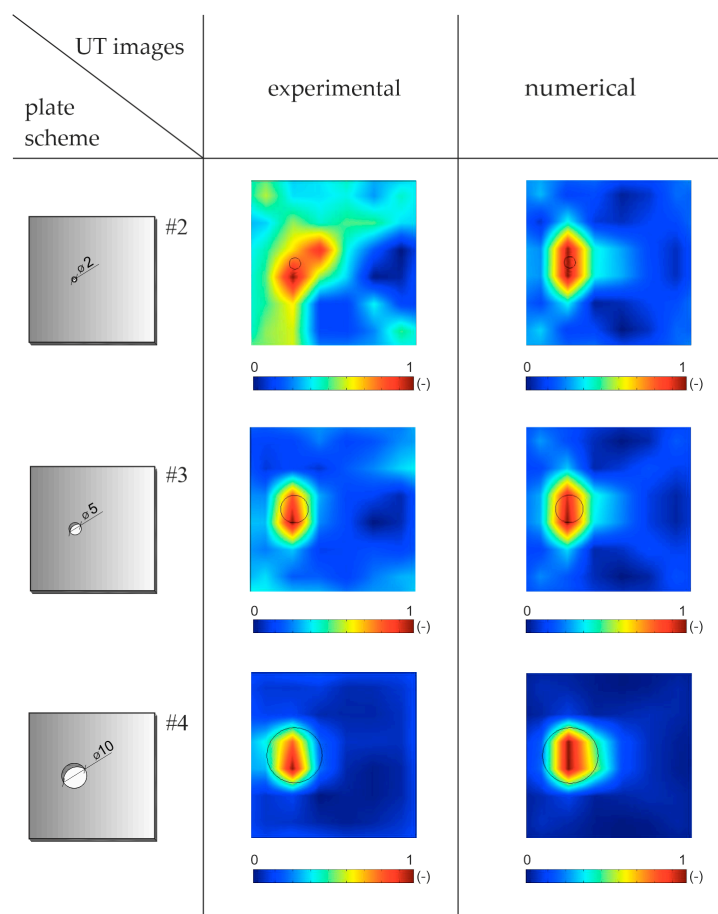 UT images
plate
scheme
experimental
numerical
#2
ø2
0 1
(-)
0 1
(-)
#3
ø5
0 1
(-)
0 1
(-)
#4
ø10
0 1
(-)
0 1
(-)